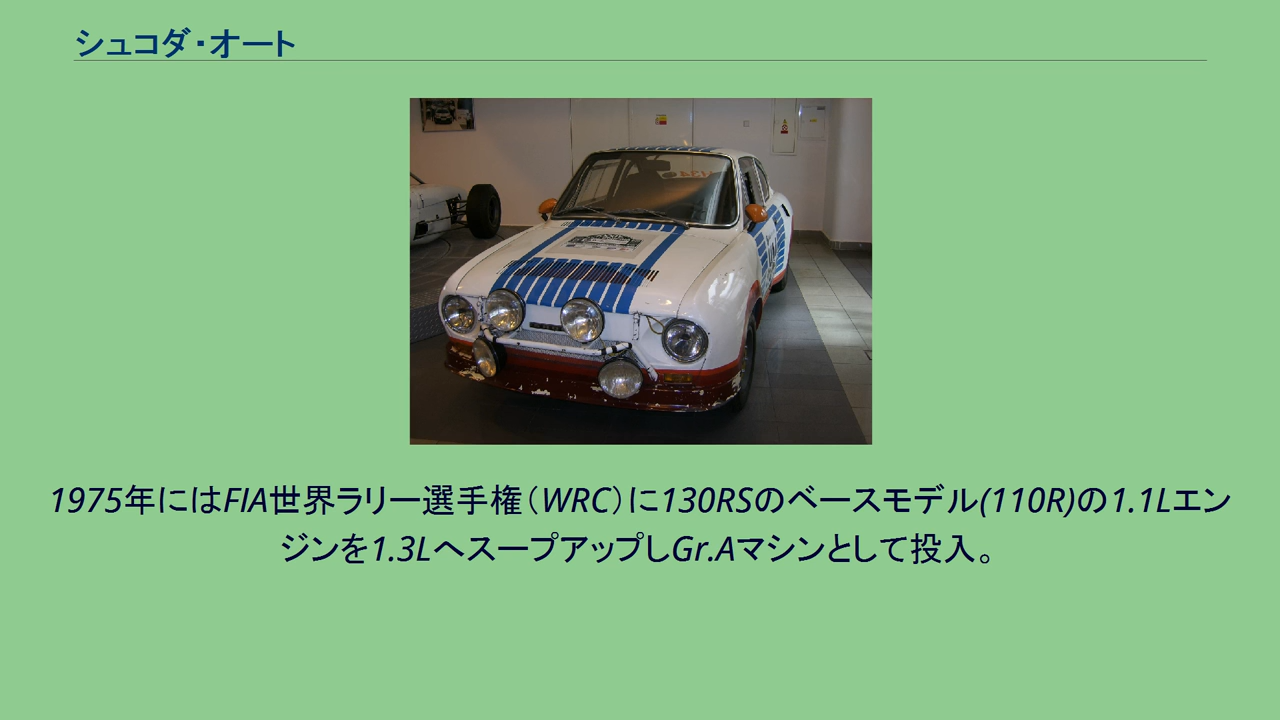 シュコダ・オート
1975年にはFIA世界ラリー選手権（WRC）に130RSのベースモデル(110R)の1.1Lエン
ジンを1.3Lへスープアップし Gr.Aマシンとして投入。